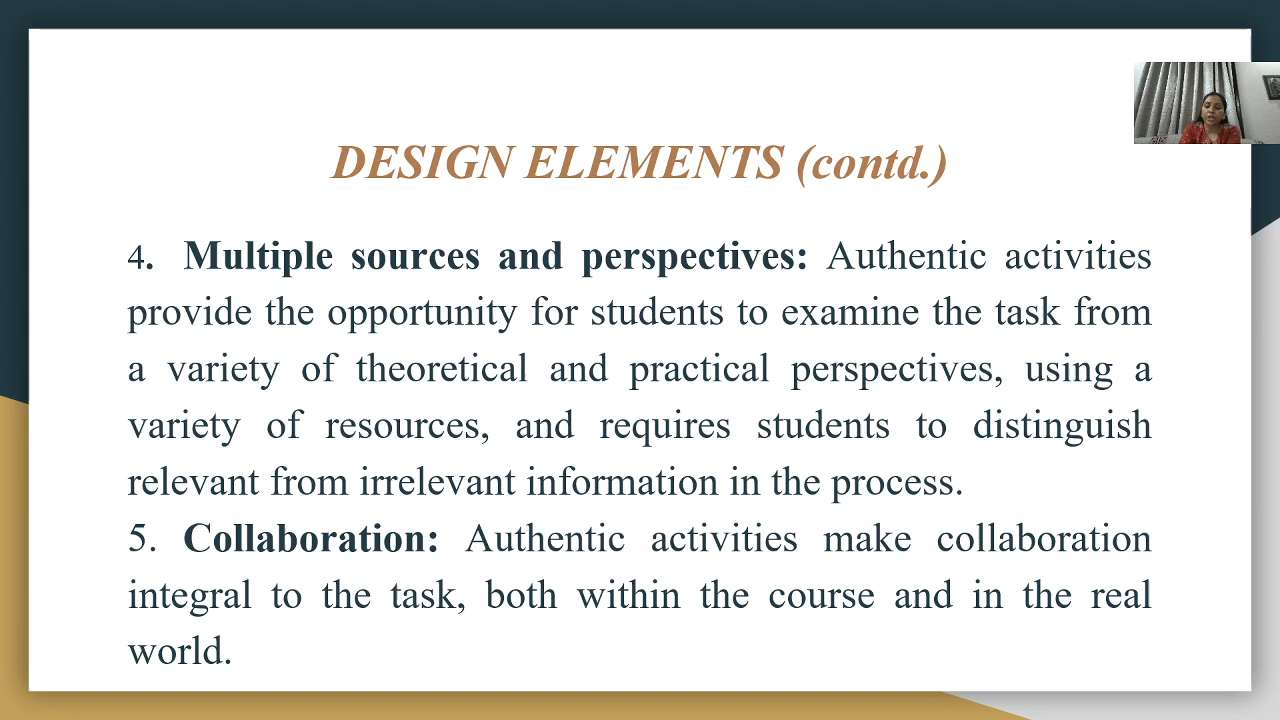 DESIGN ELEMENTS (contd.)
4. Multiple sources and perspectives: Authentic activities
provide the opportunity for students to examine the task from
a variety of theoretical and practical perspectives, using a
variety of resources, and requires students to distinguish
relevant from irrelevant information in the process.
5. Collaboration: Authentic activities make collaboration
integral to the task, both within the course and in the real
world.